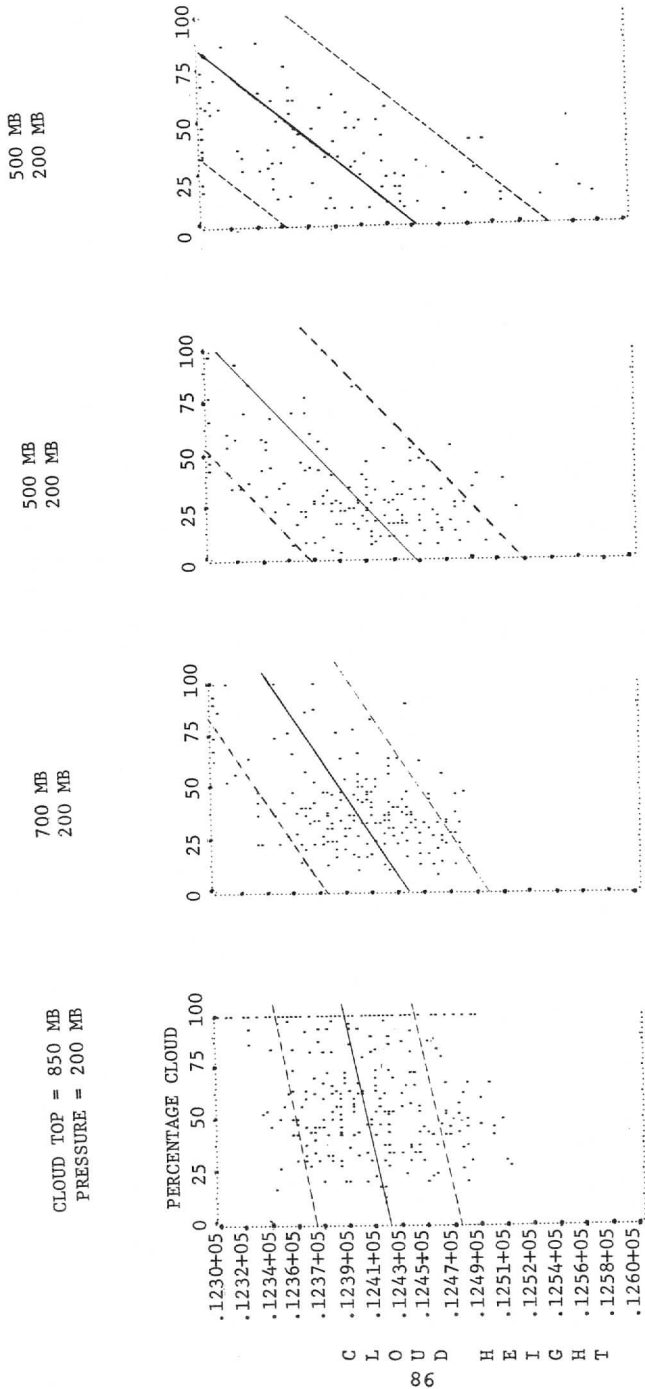 CLOUD TOP = 850 MB
PRESSURE = 200 MB
700 MB
200 MB
500 MB
200 MB
500 MB
200 MB
PERCENTAGE CLOUD
0 25 50 75 100
0 25 50 75 100
0 25 50 75 100
0 25 50 75 100
.1230+05
.1232+05
.1234+05
.1236+05
.1237+05
.1239+05
.1241+05
.1243+05
.1245+05
.1247+05
.1249+05
.1251+05
.1252+05
.1254+05
.1256+05
.1258+05
.1260+05
CLOUD HEIGHT
86